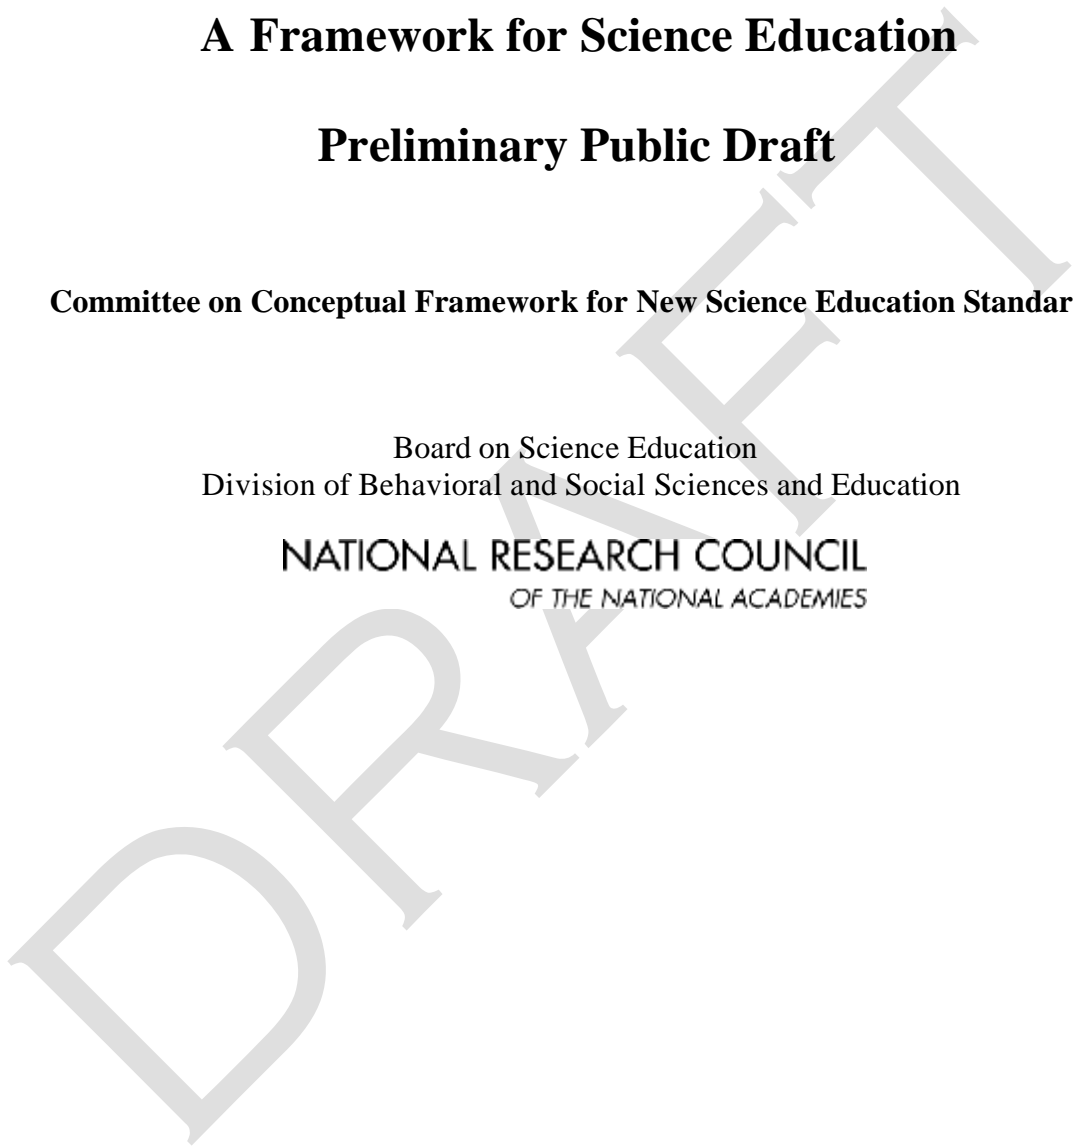 A Framework for Science Education
Preliminary Public Draft
Committee on Conceptual Framework for New Science Education Standar
Board on Science Education
Division of Behavioral and Social Sciences and Education
NATIONAL RESEARCH COUNCIL
OF THE NATIONAL ACADEMIES
DRAFT